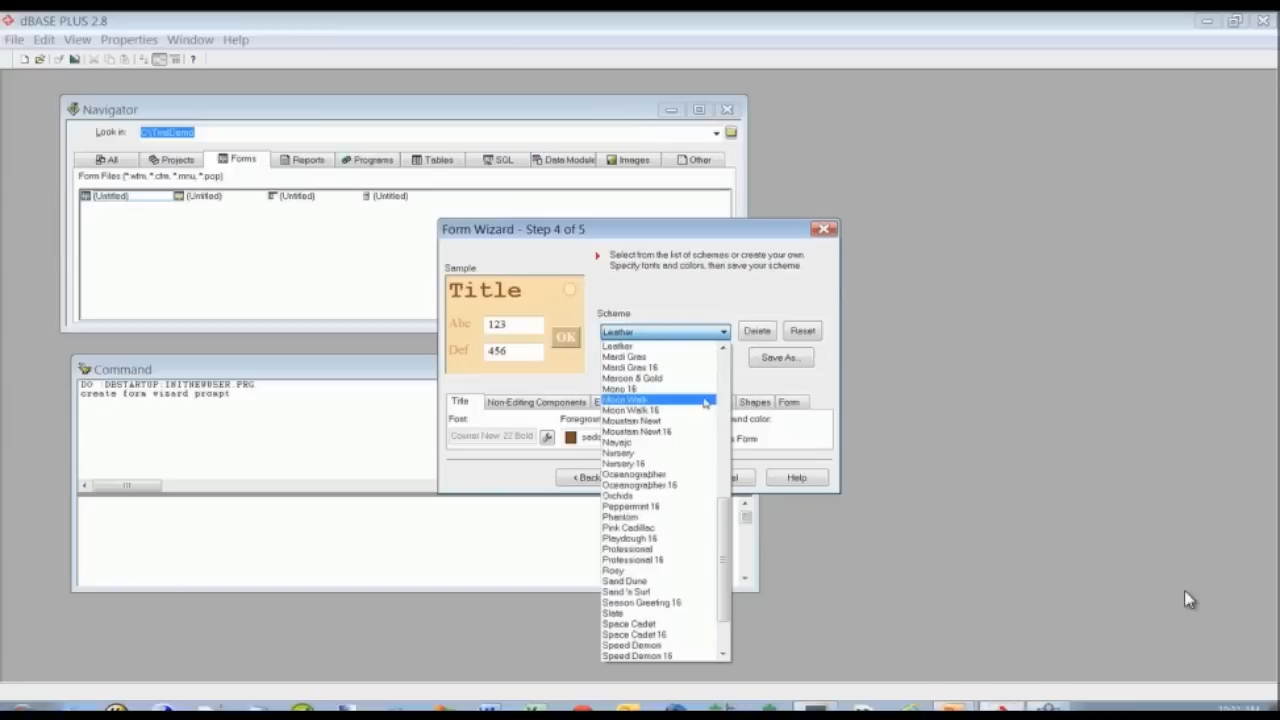 dBASE PLUS 2.8
File Edit View Properties Window Help
Navigator
Look in:
All Projects Forms Reports Programs Tables SQL Data Module Images Other
Form Files (*.wfm, *.cfm, *.mnu, *.pop)
(Untitled) (Untitled) (Untitled) (Untitled)
Form Wizard - Step 4 of 5
Select from the list of schemes or create your own.
Specify fonts and colors, then save your scheme.
Sample
Title
Abc 123
OK
Def 456
Scheme
Leather
Delete Reset
Save As...
Leather
Mardi Gras
Mardi Gras 16
Maroon & Gold
Mono 16
Moon Walk
Moon Walk 16
Mountain Newt
Mountain Newt 16
Navajo
Nursery
Nursery 16
Oceanographer
Oceanographer 16
Orchids
Peppermint 16
Phantom
Pink Cadillac
Playdough 16
Professional
Professional 16
Rosy
Sand Dune
Sand 'n Surf
Season Greeting 16
Slate
Space Cadet
Space Cadet 16
Speed Demon
Speed Demon 16
Title Non-Editing Components E Shapes Form
Font: Foregroun und color:
Courier New 22 Bold s Form
< Back el Help
Command
DO :DBSTARTUP:INITNEWUSER.PRG
create form wizard prompt